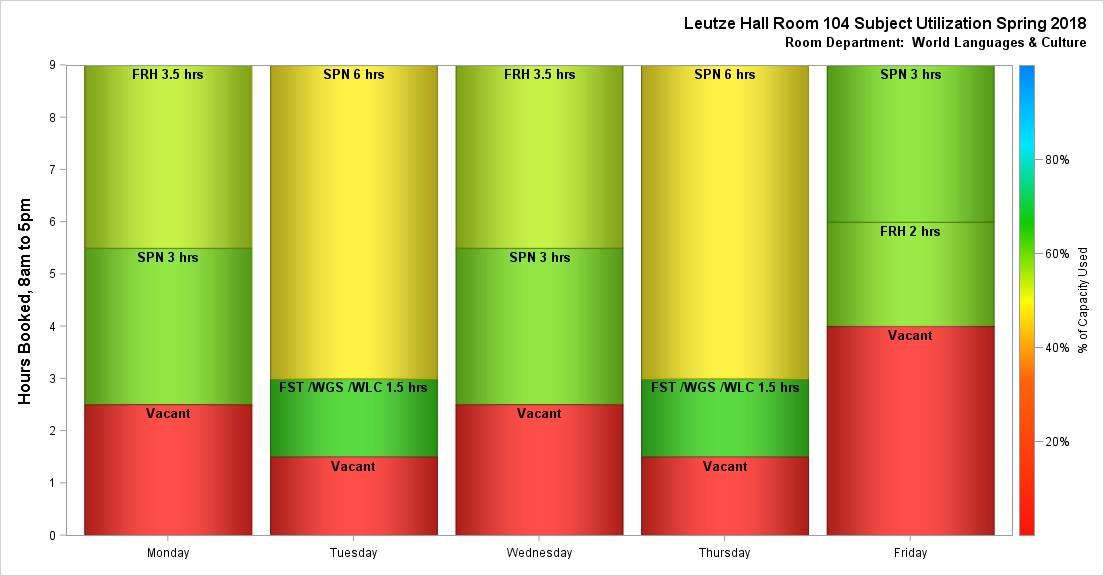 Leutze Hall Room 104 Subject Utilization Spring 2018
Room Department:  World Languages & Culture
Hours Booked, 8am to 5pm
9
8
7
6
5
4
3
2
1
0
FRH 3.5 hrs
SPN 3 hrs
Vacant
SPN 6 hrs
FST /WGS /WLC 1.5 hrs
Vacant
FRH 3.5 hrs
SPN 3 hrs
Vacant
SPN 6 hrs
FST /WGS /WLC 1.5 hrs
Vacant
SPN 3 hrs
FRH 2 hrs
Vacant
Monday
Tuesday
Wednesday
Thursday
Friday
80%
60%
40%
20%
% of Capacity Used